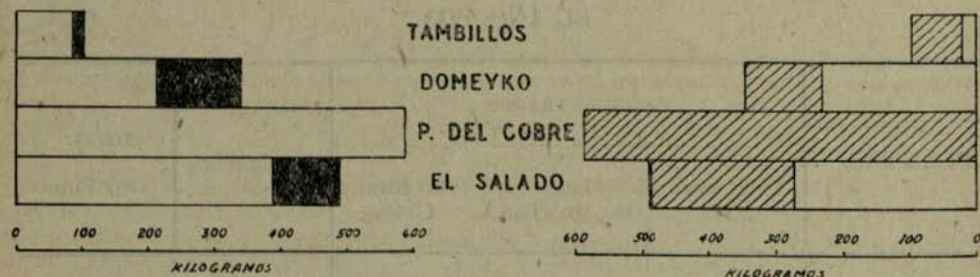 TAMBILLOS
DOMEYKO
P. DEL COBRE
EL SALADO
0 100 200 300 400 500 600
KILOGRAMOS
600 500 400 300 200 100 0
KILOGRAMOS